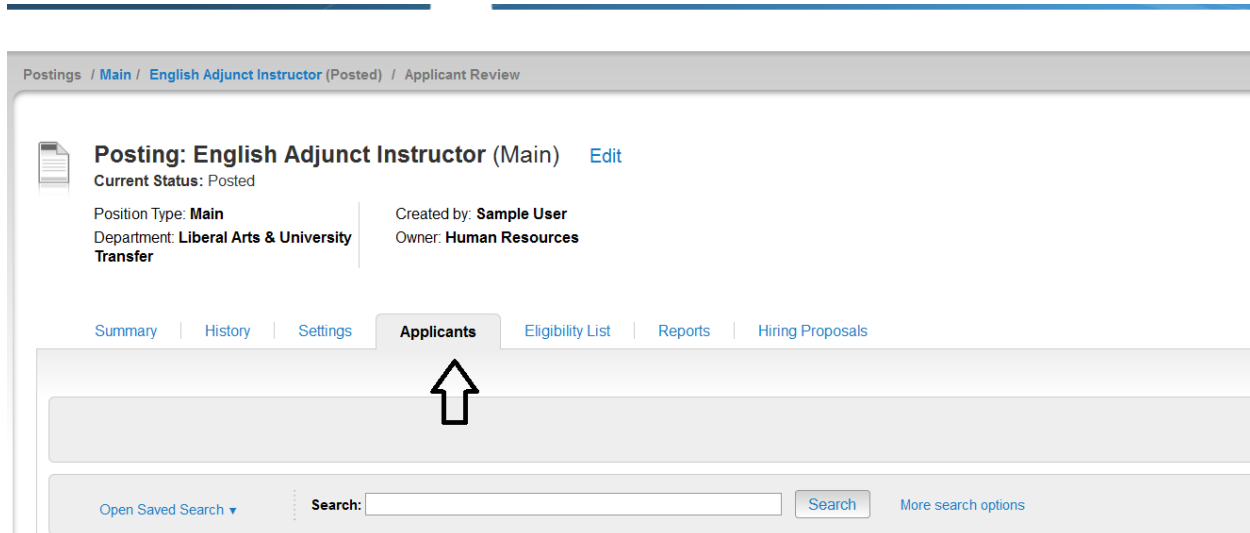 Postings / Main / English Adjunct Instructor (Posted) / Applicant Review
Posting: English Adjunct Instructor (Main) Edit
Current Status: Posted
Position Type: Main
Department: Liberal Arts & University
Transfer
Created by: Sample User
Owner: Human Resources
Summary History Settings Applicants Eligibility List Reports Hiring Proposals
Open Saved Search ▾ Search: Search More search options